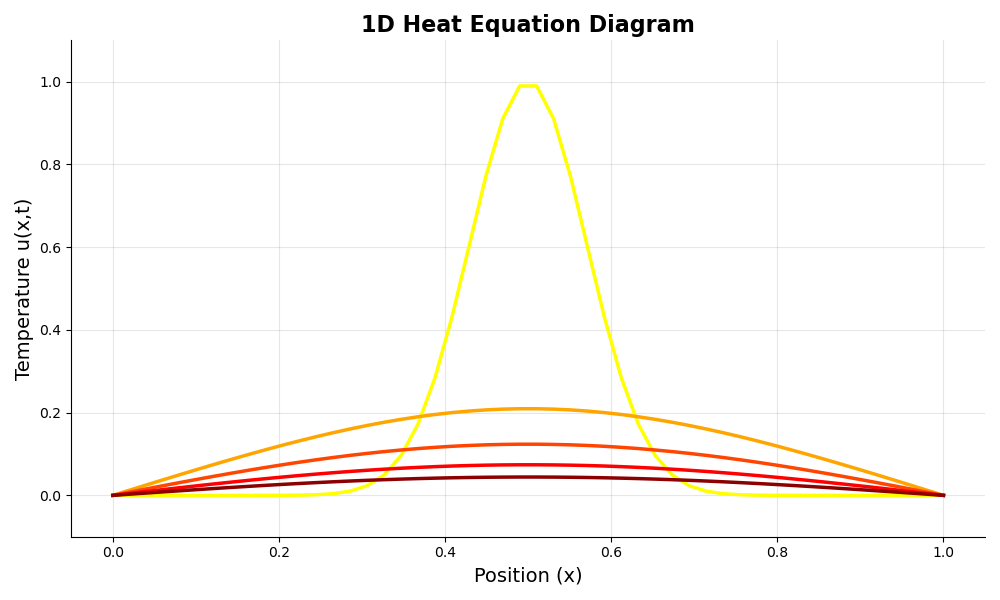 1D Heat Equation Diagram
Temperature u(x,t)
1.0
0.8
0.6
0.4
0.2
0.0
0.0 0.2 0.4 0.6 0.8 1.0
Position (x)